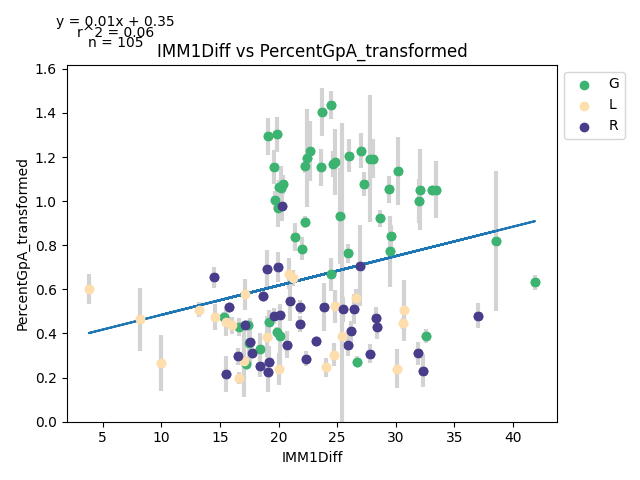 y = 0.01x + 0.35
r^2 = 0.06
n = 105
IMM1Diff vs PercentGpA_transformed
1.6
1.4
1.2
1.0
0.8
0.6
0.4
0.2
0.0
PercentGpA_transformed
5 10 15 20 25 30 35 40
IMM1Diff
G
L
R